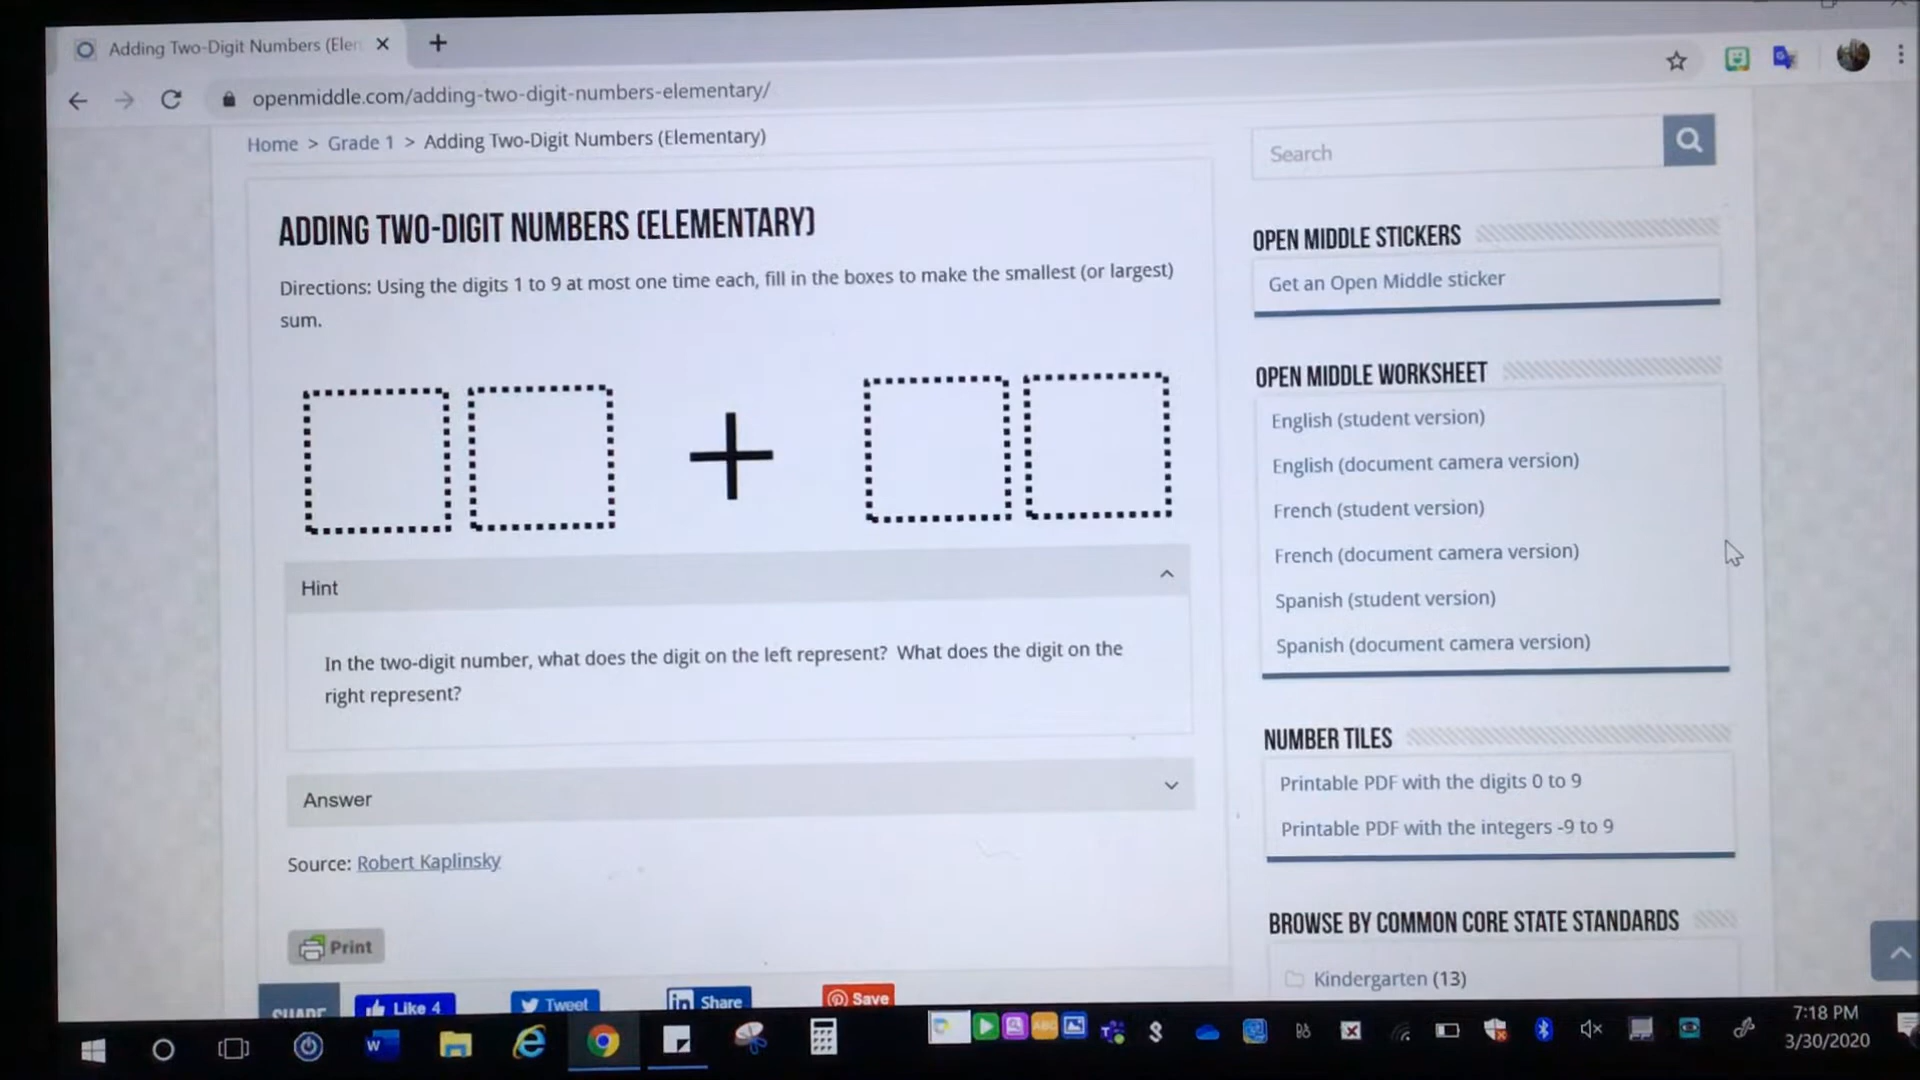 Adding Two-Digit Numbers (Elen
openmiddle.com/adding-two-digit-numbers-elementary/
Home > Grade 1 > Adding Two-Digit Numbers (Elementary)
ADDING TWO-DIGIT NUMBERS (ELEMENTARY)
Directions: Using the digits 1 to 9 at most one time each, fill in the boxes to make the smallest (or largest)
sum.
+
Hint
In the two-digit number, what does the digit on the left represent? What does the digit on the
right represent?
Answer
Source: Robert Kaplinsky
Print
SHARE
Like 4
Tweet
in Share
Save
Search
OPEN MIDDLE STICKERS
Get an Open Middle sticker
OPEN MIDDLE WORKSHEET
English (student version)
English (document camera version)
French (student version)
French (document camera version)
Spanish (student version)
Spanish (document camera version)
NUMBER TILES
Printable PDF with the digits 0 to 9
Printable PDF with the integers -9 to 9
BROWSE BY COMMON CORE STATE STANDARDS
Kindergarten (13)
7:18 PM
3/30/2020